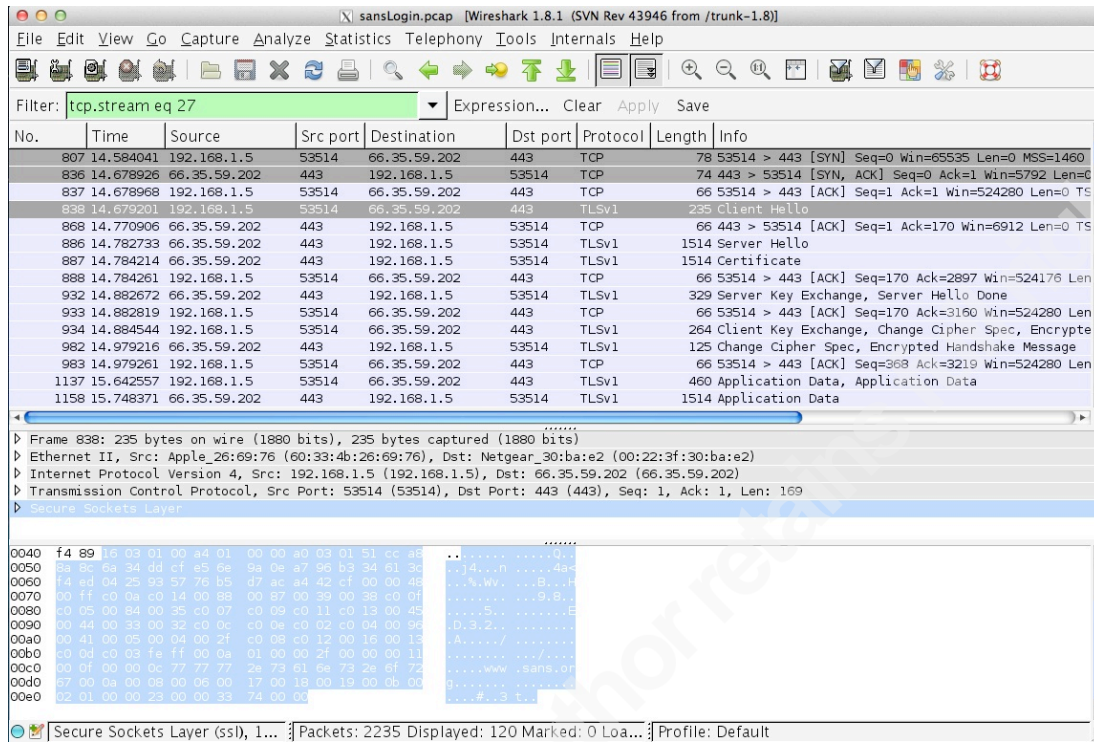 sansLogin.pcap [Wireshark 1.8.1 (SVN Rev 43946 from /trunk-1.8)]
File Edit View Go Capture Analyze Statistics Telephony Tools Internals Help
Filter: tcp.stream eq 27 Expression... Clear Apply Save
No. Time Source Src port Destination Dst port Protocol Length Info
807 14.584041 192.168.1.5 53514 66.35.59.202 443 TCP 78 53514 > 443 [SYN] Seq=0 Win=65535 Len=0 MSS=1460
836 14.678926 66.35.59.202 443 192.168.1.5 53514 TCP 74 443 > 53514 [SYN, ACK] Seq=0 Ack=1 Win=5792 Len=0
837 14.678968 192.168.1.5 53514 66.35.59.202 443 TCP 66 53514 > 443 [ACK] Seq=1 Ack=1 Win=524280 Len=0 TS
838 14.679201 192.168.1.5 53514 66.35.59.202 443 TLSv1 235 Client Hello
868 14.770906 66.35.59.202 443 192.168.1.5 53514 TCP 66 443 > 53514 [ACK] Seq=1 Ack=170 Win=6912 Len=0 TS
886 14.782733 66.35.59.202 443 192.168.1.5 53514 TLSv1 1514 Server Hello
887 14.784214 66.35.59.202 443 192.168.1.5 53514 TLSv1 1514 Certificate
888 14.784261 192.168.1.5 53514 66.35.59.202 443 TCP 66 53514 > 443 [ACK] Seq=170 Ack=2897 Win=524176 Len
932 14.882672 66.35.59.202 443 192.168.1.5 53514 TLSv1 329 Server Key Exchange, Server Hello Done
933 14.882819 192.168.1.5 53514 66.35.59.202 443 TCP 66 53514 > 443 [ACK] Seq=170 Ack=3160 Win=524280 Len
934 14.884544 192.168.1.5 53514 66.35.59.202 443 TLSv1 264 Client Key Exchange, Change Cipher Spec, Encrypte
982 14.979216 66.35.59.202 443 192.168.1.5 53514 TLSv1 125 Change Cipher Spec, Encrypted Handshake Message
983 14.979261 192.168.1.5 53514 66.35.59.202 443 TCP 66 53514 > 443 [ACK] Seq=368 Ack=3219 Win=524280 Len
1137 15.642557 192.168.1.5 53514 66.35.59.202 443 TLSv1 460 Application Data, Application Data
1158 15.748371 66.35.59.202 443 192.168.1.5 53514 TLSv1 1514 Application Data
Frame 838: 235 bytes on wire (1880 bits), 235 bytes captured (1880 bits)
Ethernet II, Src: Apple_26:69:76 (60:33:4b:26:69:76), Dst: Netgear_30:ba:e2 (00:22:3f:30:ba:e2)
Internet Protocol Version 4, Src: 192.168.1.5 (192.168.1.5), Dst: 66.35.59.202 (66.35.59.202)
Transmission Control Protocol, Src Port: 53514 (53514), Dst Port: 443 (443), Seq: 1, Ack: 1, Len: 169
Secure Sockets Layer
0040 f4 89 16 03 01 00 a4 01 00 00 a0 03 01 51 cc a8 .. ...... .....Q..
0050 8a 8c 6a 34 dd cf e5 6e 9a 0e a7 96 b3 34 61 3c ..j4...n .....4a<
0060 f4 ed 04 25 93 57 76 b5 d7 ac a4 42 cf 00 00 48 ...%.Wv. ...B...H
0070 00 ff c0 0a c0 14 00 88 00 87 00 39 00 38 c0 0f ........ ...9.8..
0080 c0 05 00 84 00 35 c0 07 c0 09 c0 11 c0 13 00 45 .....5.. .......E
0090 00 44 00 33 00 32 c0 0c c0 0e c0 02 c0 04 00 96 .D.3.2.. ........
00a0 00 41 00 05 00 04 00 2f c0 08 c0 12 00 16 00 13 .A...../ ........
00b0 c0 0d c0 03 fe ff 00 0a 01 00 00 2f 00 00 00 11 ........ .../....
00c0 00 0f 00 00 0c 77 77 77 2e 73 61 6e 73 2e 6f 72 .....www .sans.or
00d0 67 00 0a 00 08 00 06 00 17 00 18 00 19 00 0b 00 g....... ........
00e0 02 01 00 00 23 00 00 33 74 00 00 ....#..3 t..
Secure Sockets Layer (ssl), 1... Packets: 2235 Displayed: 120 Marked: 0 Loa... Profile: Default
thor retains